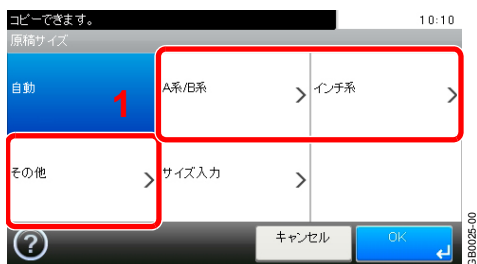 コピーできます。 10:10
原稿サイズ
自動 1 A系/B系 > インチ系 >
その他 > サイズ入力 >
? キャンセル OK
GB0025-00